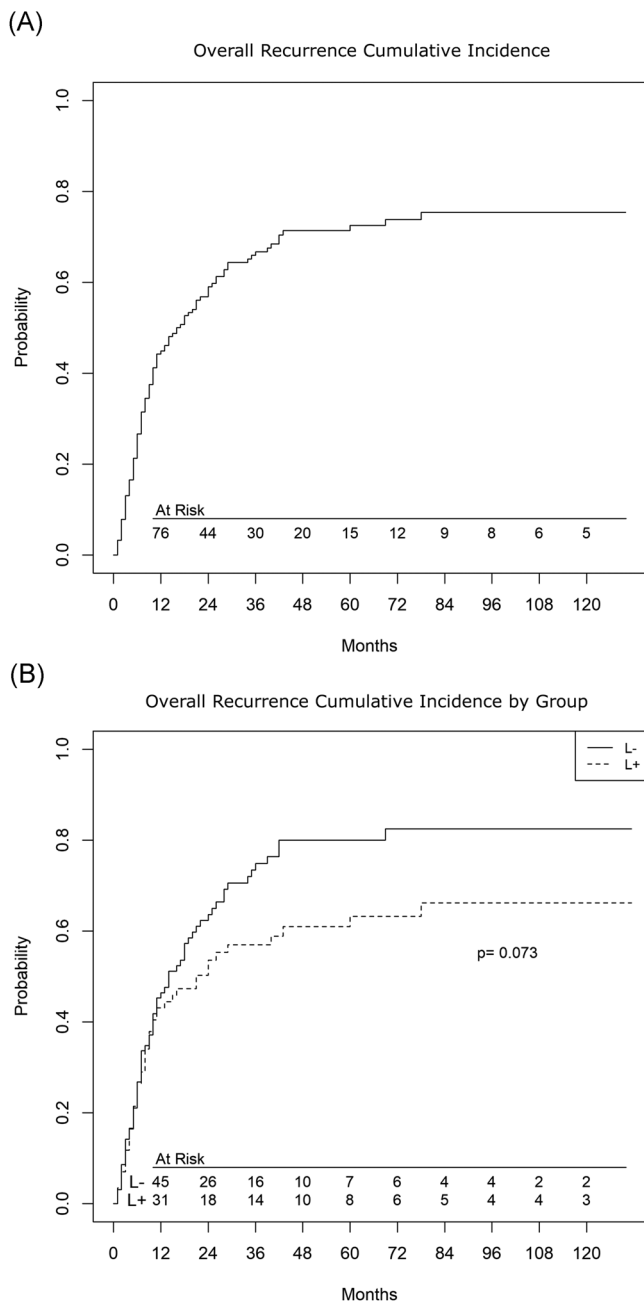 (A)
Overall Recurrence Cumulative Incidence
1.0
0.8
0.6
0.4
0.2
0.0
Probability
At Risk
76 44 30 20 15 12 9 8 6 5
0 12 24 36 48 60 72 84 96 108 120
Months
(B)
Overall Recurrence Cumulative Incidence by Group
L-
L+
1.0
0.8
0.6
0.4
0.2
0.0
Probability
p= 0.073
At Risk
L- 45 26 16 10 7 6 4 4 2 2
L+ 31 18 14 10 8 6 5 4 4 3
0 12 24 36 48 60 72 84 96 108 120
Months